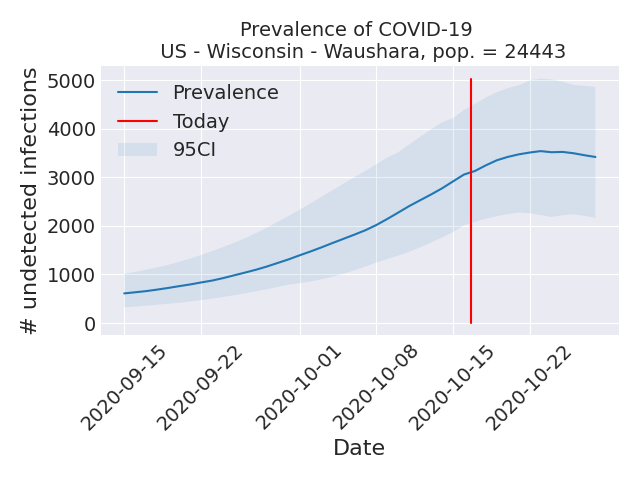 Prevalence of COVID-19
US - Wisconsin - Waushara, pop. = 24443
# undetected infections
5000
4000
3000
2000
1000
0
Prevalence
Today
95CI
2020-09-15
2020-09-22
2020-10-01
2020-10-08
2020-10-15
2020-10-22
Date